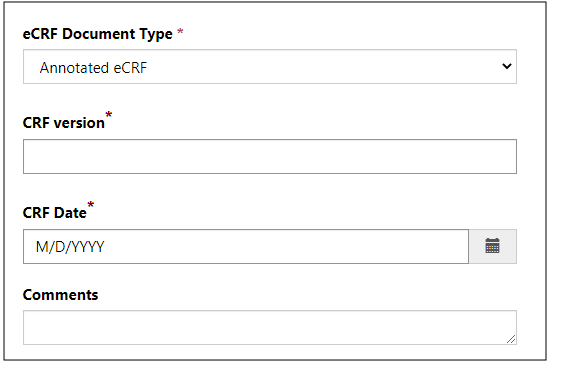 eCRF Document Type *
Annotated eCRF
CRF version*
CRF Date*
M/D/YYYY
Comments